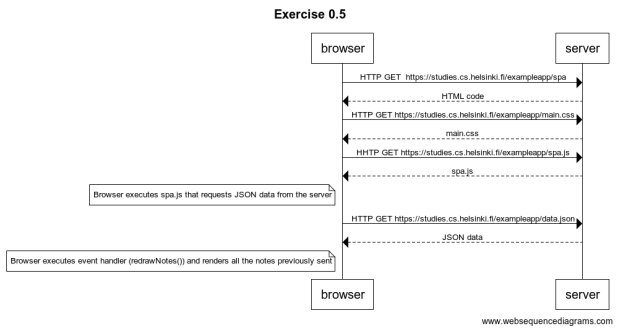 Exercise 0.5
browser
server
HTTP GET  https://studies.cs.helsinki.fi/exampleapp/spa
HTML code
HTTP GET https://studies.cs.helsinki.fi/exampleapp/main.css
main.css
HHTP GET https://studies.cs.helsinki.fi/exampleapp/spa.js
spa.js
Browser executes spa.js that requests JSON data from the server
HTTP GET https://studies.cs.helsinki.fi/exampleapp/data.json
JSON data
Browser executes event handler (redrawNotes()) and renders all the notes previously sent
browser
server
www.websequencediagrams.com